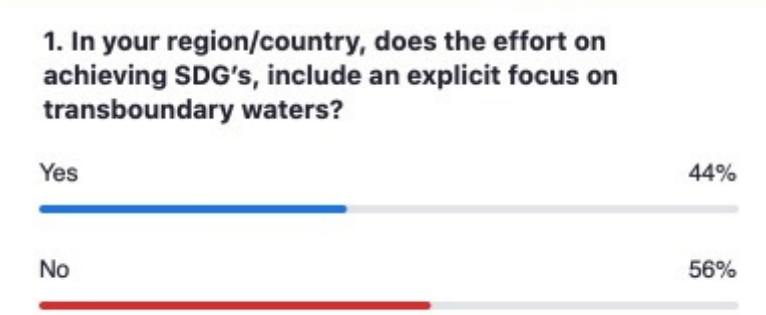 1. In your region/country, does the effort on
achieving SDG's, include an explicit focus on
transboundary waters?
Yes 44%
No 56%